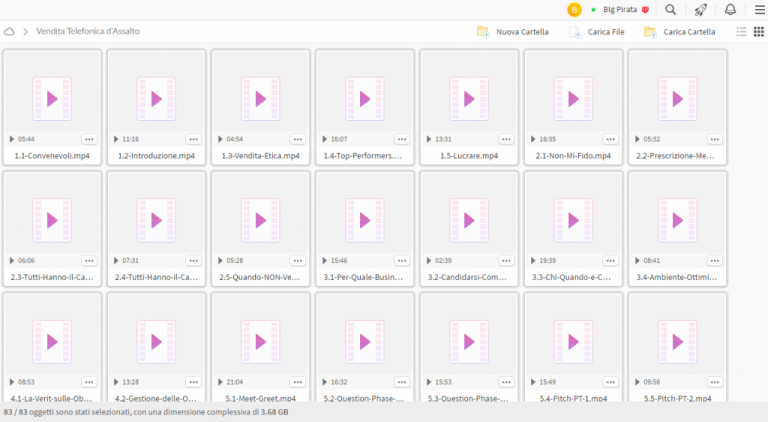 B BIg Pirata
Vendita Telefonica d'Assalto
Nuova Cartella Carica File Carica Cartella
05:44 11:16 04:54 16:07 13:31 16:35 05:32
1.1-Convenevoli.mp4 1.2-Introduzione.mp4 1.3-Vendita-Etica.mp4 1.4-Top-Performers.... 1.5-Lucrare.mp4 2.1-Non-Mi-Fido.mp4 2.2-Prescrizione-Me...
06:06 07:31 05:28 15:46 02:39 19:39 08:41
2.3-Tutti-Hanno-il-Ca... 2.4-Tutti-Hanno-il-Ca... 2.5-Quando-NON-Ve... 3.1-Per-Quale-Busin... 3.2-Candidarsi-Com... 3.3-Chi-Quando-e-C... 3.4-Ambiente-Ottimi...
08:53 13:28 21:04 16:32 15:53 15:49 09:56
4.1-La-Verit-sulle-Ob... 4.2-Gestione-delle-O... 5.1-Meet-Greet.mp4 5.2-Question-Phase-... 5.3-Question-Phase-... 5.4-Pitch-PT-1.mp4 5.5-Pitch-PT-2.mp4
83 / 83 oggetti sono stati selezionati, con una dimensione complessiva di 3.68 GB